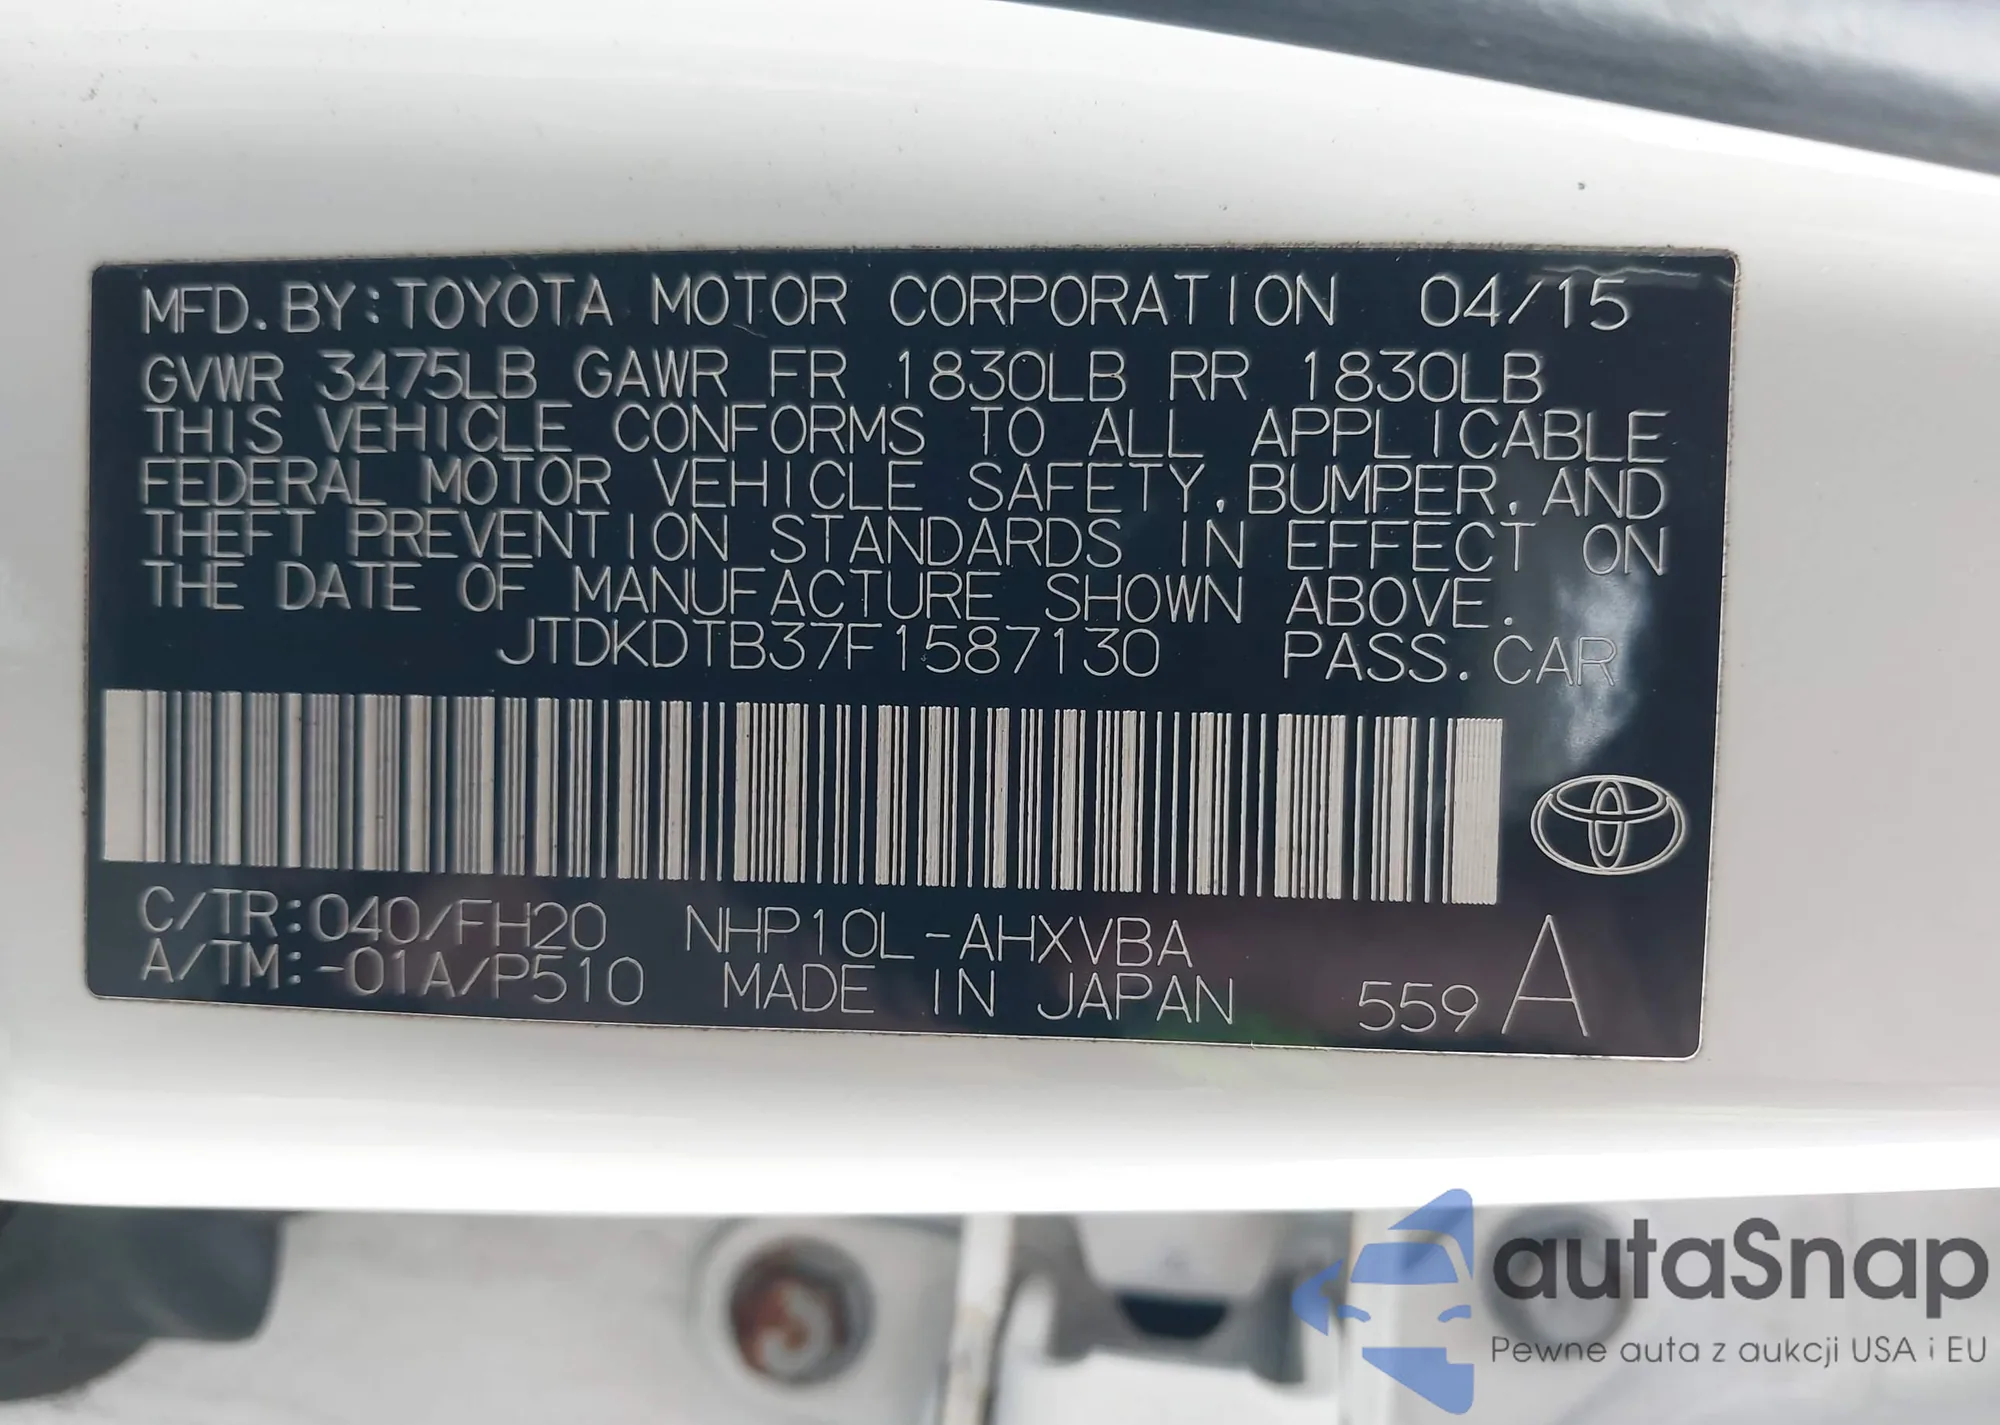 MFD.BY:TOYOTA MOTOR CORPORATION 04/15
GVWR 3475LB GAWR FR 1830LB RR 1830LB
THIS VEHICLE CONFORMS TO ALL APPLICABLE
FEDERAL MOTOR VEHICLE SAFETY,BUMPER,AND
THEFT PREVENTION STANDARDS IN EFFECT ON
THE DATE OF MANUFACTURE SHOWN ABOVE.
JTDKDTB37F1587130 PASS.CAR
C/TR:040/FH20 NHP10L-AHXVBA
A/TM:-01A/P510 MADE IN JAPAN 559 A
autaSnap
Pewne auta z aukcji USA i EU